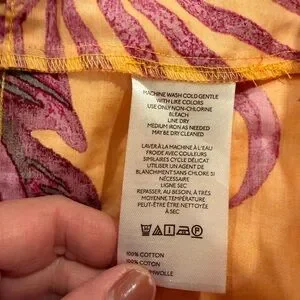 MACHINE WASH COLD GENTLE
WITH LIKE COLORS
USE ONLY NON-CHLORINE
BLEACH
LINE DRY
MEDIUM IRON AS NEEDED
MAY BE DRY CLEANED
LAVER À LA MACHINE À L'EAU
FROIDE AVEC COULEURS
SIMILAIRES CYCLE DÉLICAT
UTILISER UN AGENT DE
BLANCHIMENT SANS CHLORE SI
NÉCESSAIRE
LIGNE SEC
REPASSER, AU BESOIN, À TRÈS
MOYENNE TEMPÉRATURE
PEUT-ÊTRE ÊTRE NETTOYÉE
À SEC
100% COTTON
100% COTON